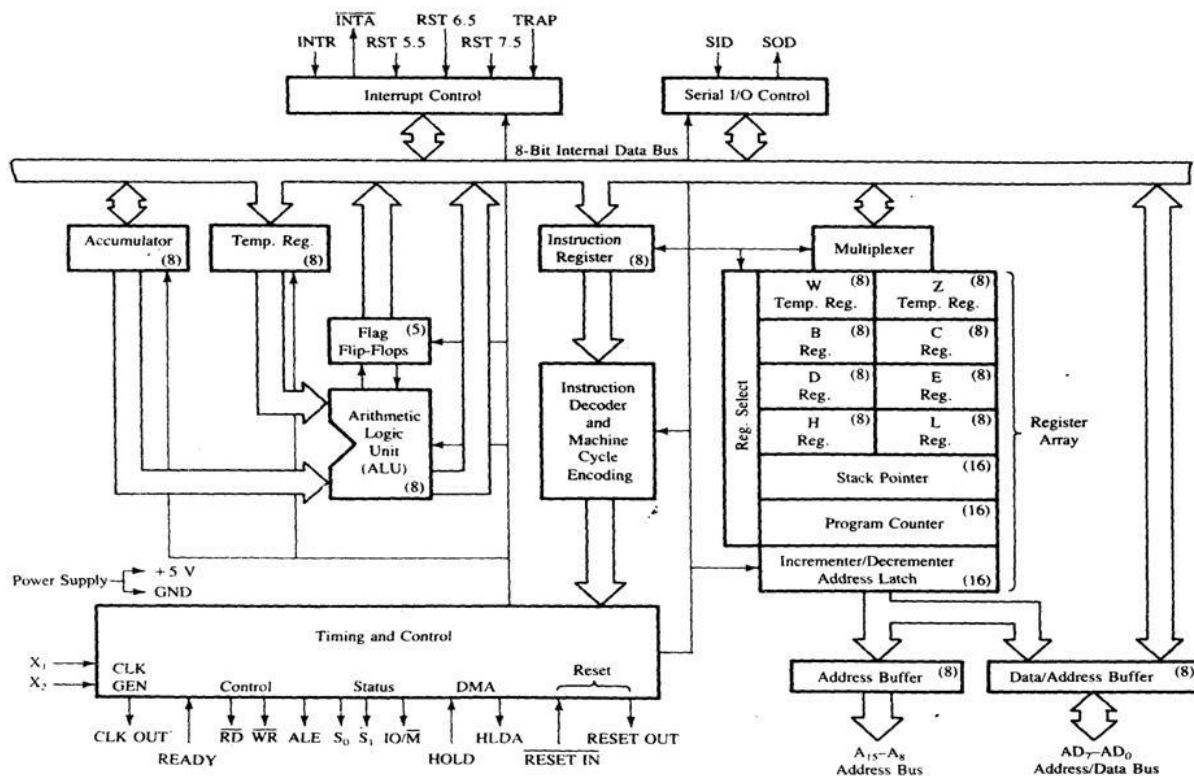 INTR
INTA
RST 5.5
RST 6.5
RST 7.5
TRAP
SID
SOD
Interrupt Control
Serial I/O Control
8-Bit Internal Data Bus
Accumulator
(8)
Temp. Reg.
(8)
Instruction
Register
(8)
Multiplexer
Flag
Flip-Flops
(5)
Arithmetic
Logic
Unit
(ALU)
(8)
Instruction
Decoder
and
Machine
Cycle
Encoding
Reg. Select
W (8)
Temp. Reg.
Z (8)
Temp. Reg.
B (8)
Reg.
C (8)
Reg.
D (8)
Reg.
E (8)
Reg.
H (8)
Reg.
L (8)
Reg.
(16)
Stack Pointer
(16)
Program Counter
Incrementer/Decrementer
Address Latch (16)
Register
Array
Power Supply
+5 V
GND
Timing and Control
X₁
X₂
CLK
GEN
Control
Status
DMA
Reset
CLK OUT
READY
RD
WR
ALE
S₀
S₁
IO/M
HOLD
HLDA
RESET IN
RESET OUT
Address Buffer (8)
Data/Address Buffer (8)
A₁₅–A₈
Address Bus
AD₇–AD₀
Address/Data Bus